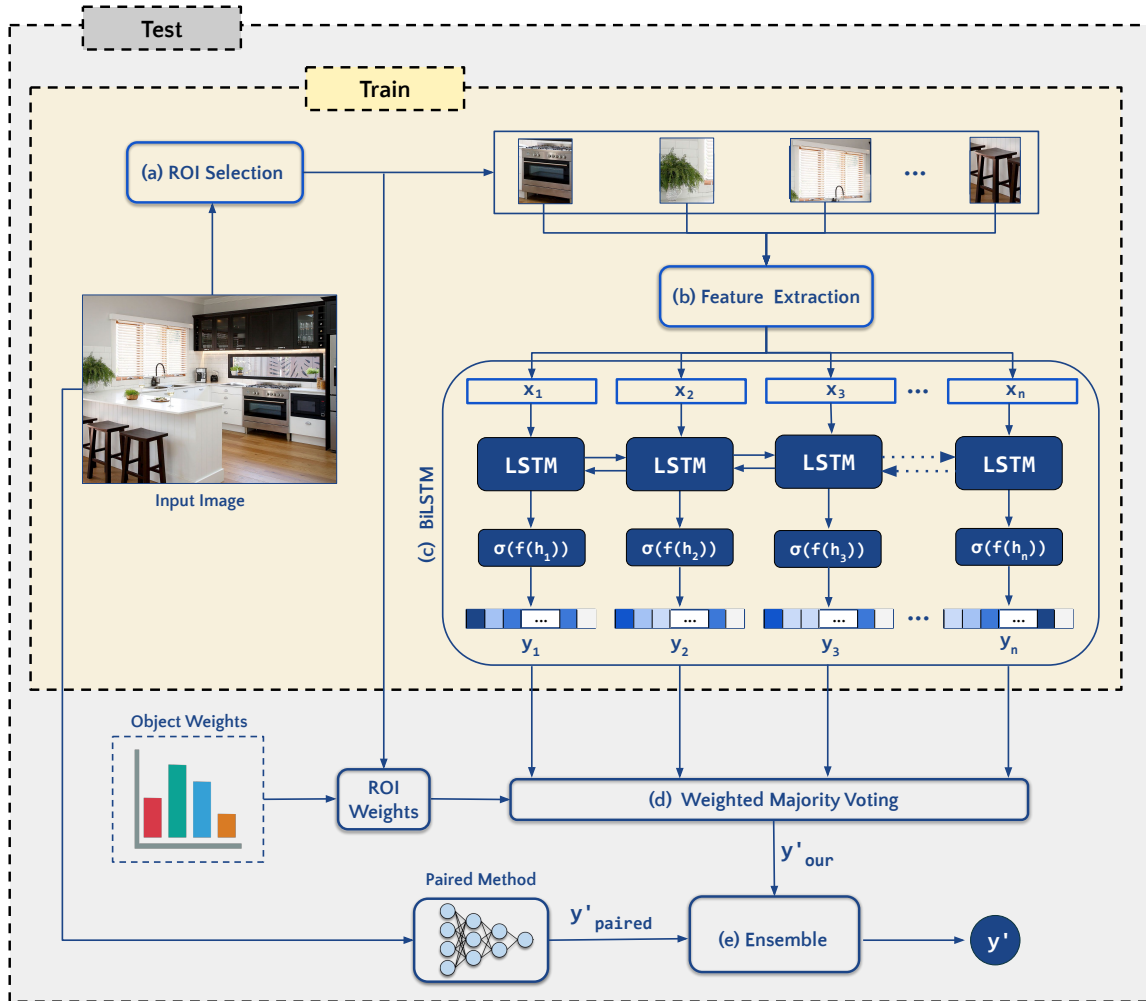 Test
Train
(a) ROI Selection
...
(b) Feature Extraction
Input Image
(c) BiLSTM
x₁ x₂ x₃ ... xₙ
LSTM LSTM LSTM LSTM
σ(f(h₁)) σ(f(h₂)) σ(f(h₃)) σ(f(hₙ))
... ... ... ... ...
y₁ y₂ y₃ yₙ
Object Weights
ROI
Weights
(d) Weighted Majority Voting
y'our
Paired Method
y'paired
(e) Ensemble
y'